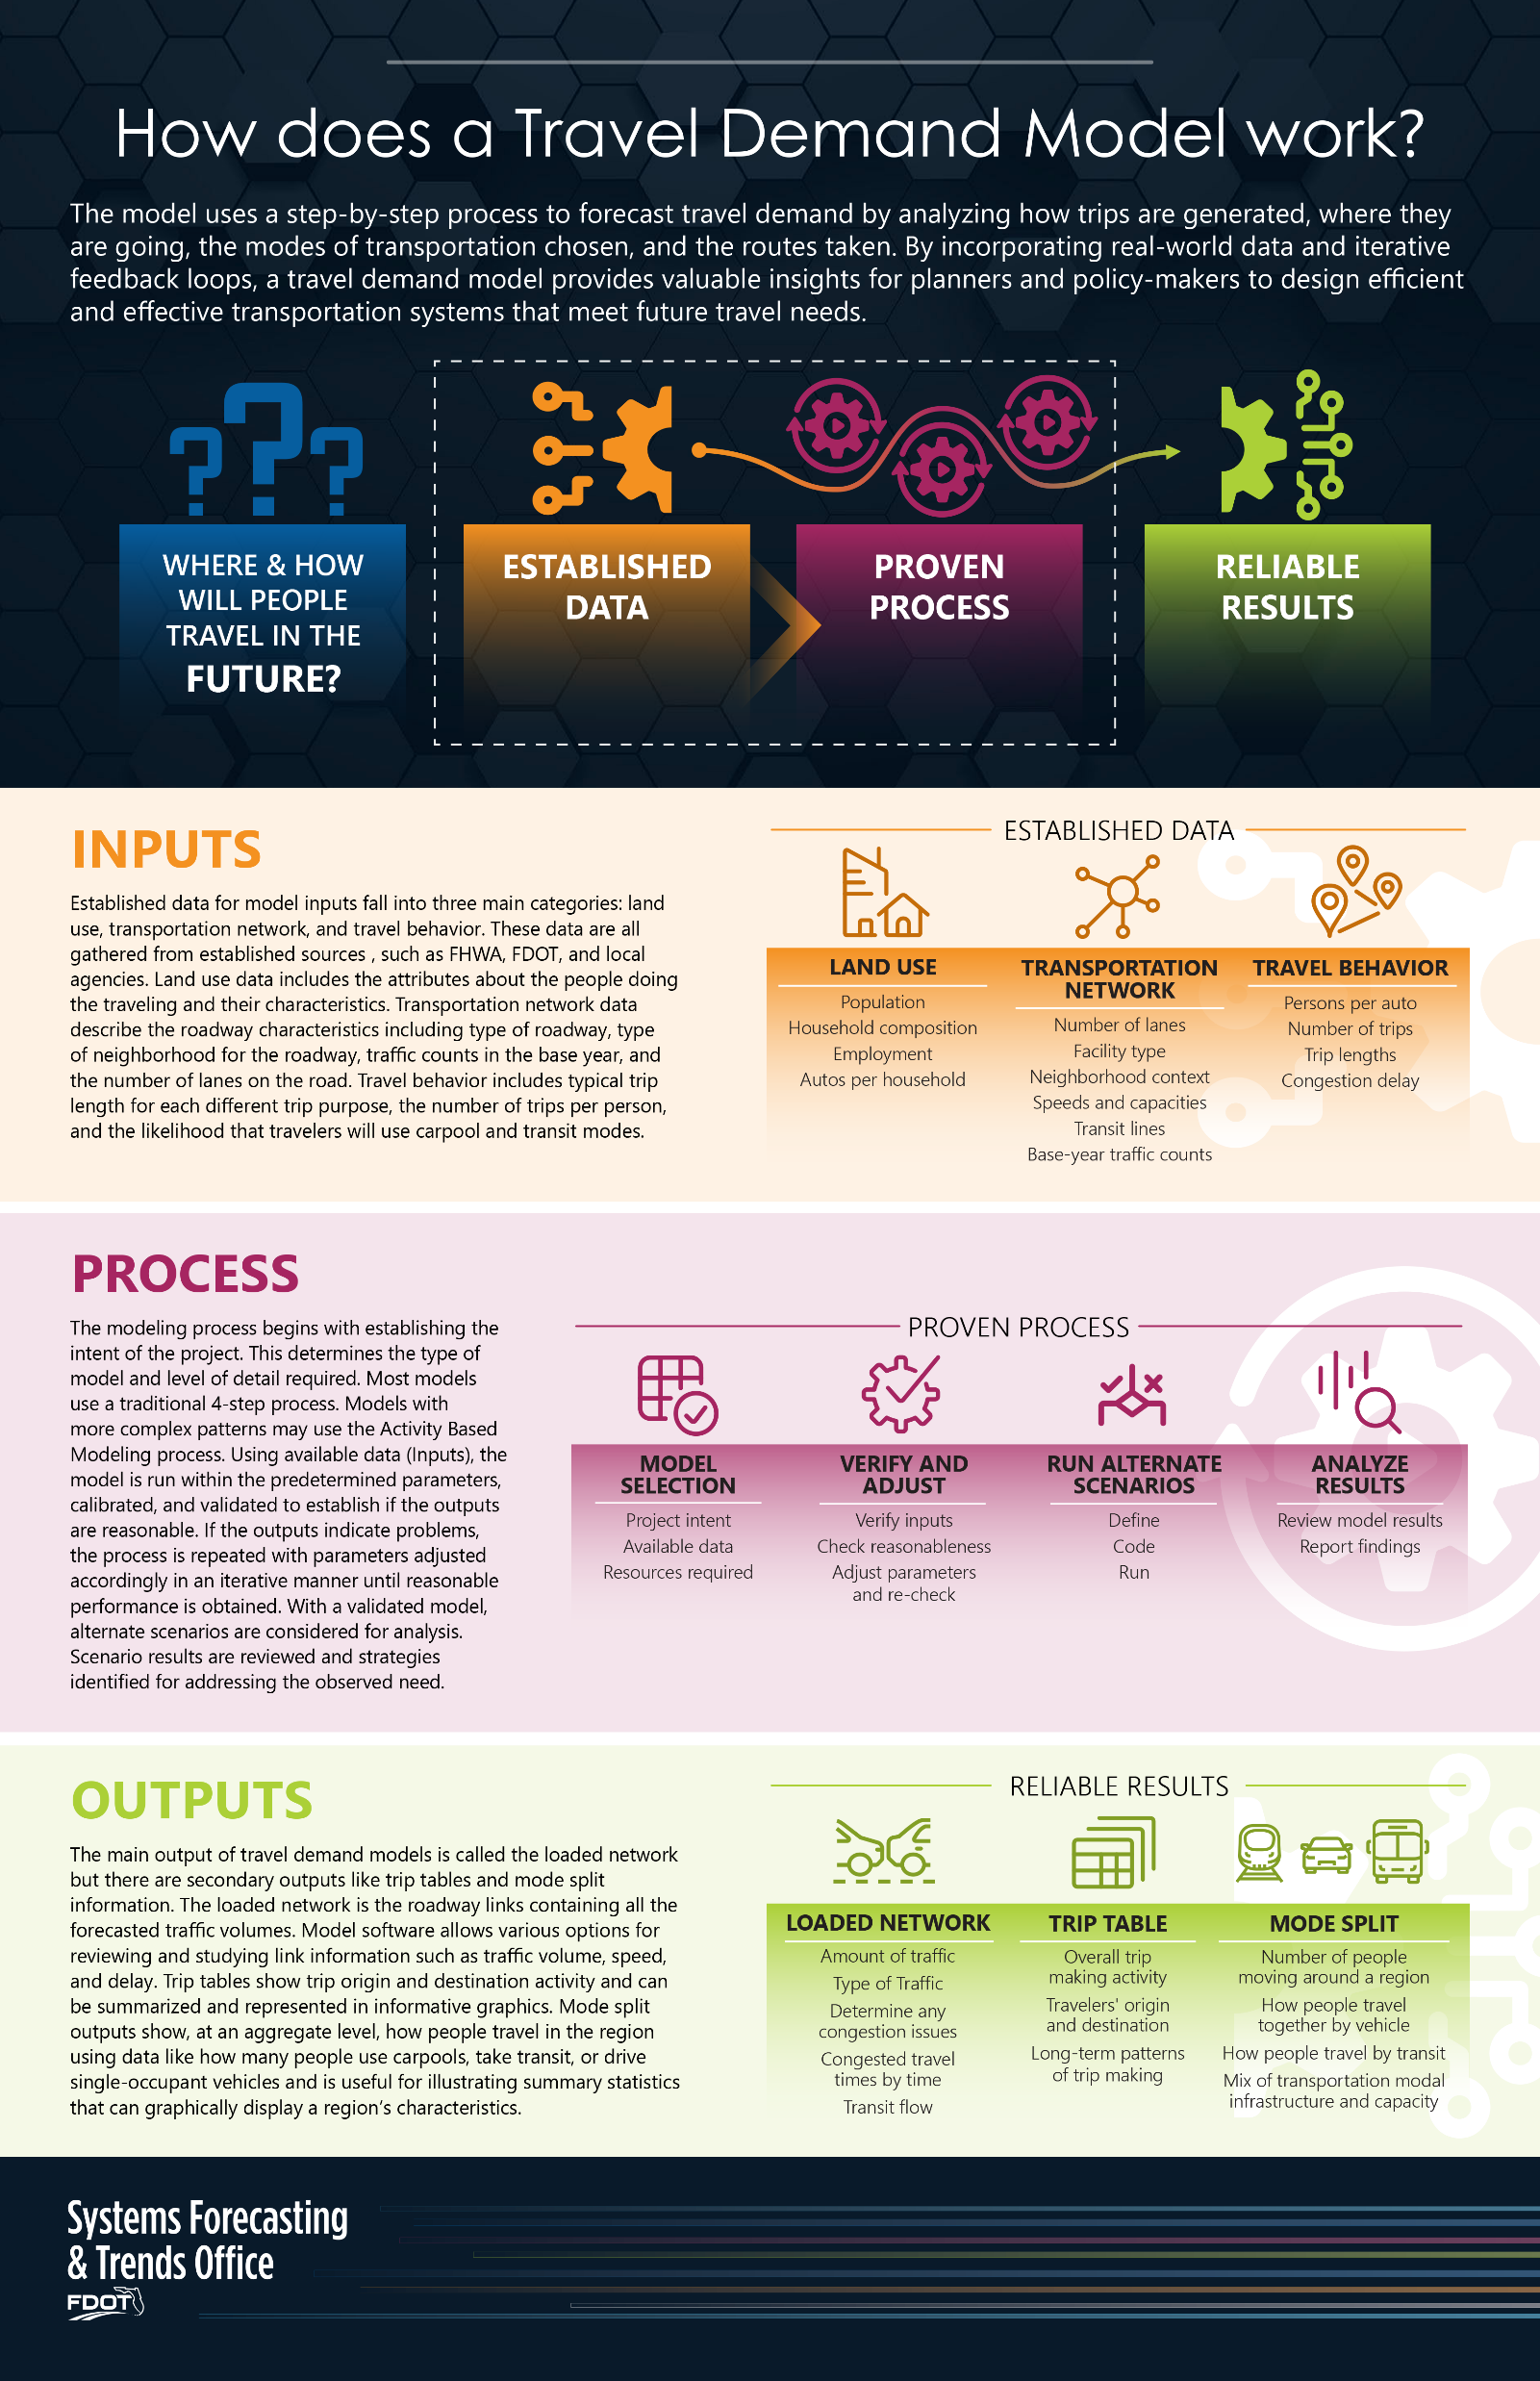 How does a Travel Demand Model work?
The model uses a step-by-step process to forecast travel demand by analyzing how trips are generated, where they
are going, the modes of transportation chosen, and the routes taken. By incorporating real-world data and iterative
feedback loops, a travel demand model provides valuable insights for planners and policy-makers to design efficient
and effective transportation systems that meet future travel needs.
WHERE & HOW
WILL PEOPLE
TRAVEL IN THE
FUTURE?
ESTABLISHED
DATA
PROVEN
PROCESS
RELIABLE
RESULTS
INPUTS
Established data for model inputs fall into three main categories: land
use, transportation network, and travel behavior. These data are all
gathered from established sources , such as FHWA, FDOT, and local
agencies. Land use data includes the attributes about the people doing
the traveling and their characteristics. Transportation network data
describe the roadway characteristics including type of roadway, type
of neighborhood for the roadway, traffic counts in the base year, and
the number of lanes on the road. Travel behavior includes typical trip
length for each different trip purpose, the number of trips per person,
and the likelihood that travelers will use carpool and transit modes.
ESTABLISHED DATA
LAND USE
Population
Household composition
Employment
Autos per household
TRANSPORTATION
NETWORK
Number of lanes
Facility type
Neighborhood context
Speeds and capacities
Transit lines
Base-year traffic counts
TRAVEL BEHAVIOR
Persons per auto
Number of trips
Trip lengths
Congestion delay
PROCESS
The modeling process begins with establishing the
intent of the project. This determines the type of
model and level of detail required. Most models
use a traditional 4-step process. Models with
more complex patterns may use the Activity Based
Modeling process. Using available data (Inputs), the
model is run within the predetermined parameters,
calibrated, and validated to establish if the outputs
are reasonable. If the outputs indicate problems,
the process is repeated with parameters adjusted
accordingly in an iterative manner until reasonable
performance is obtained. With a validated model,
alternate scenarios are considered for analysis.
Scenario results are reviewed and strategies
identified for addressing the observed need.
PROVEN PROCESS
MODEL
SELECTION
Project intent
Available data
Resources required
VERIFY AND
ADJUST
Verify inputs
Check reasonableness
Adjust parameters
and re-check
RUN ALTERNATE
SCENARIOS
Define
Code
Run
ANALYZE
RESULTS
Review model results
Report findings
OUTPUTS
The main output of travel demand models is called the loaded network
but there are secondary outputs like trip tables and mode split
information. The loaded network is the roadway links containing all the
forecasted traffic volumes. Model software allows various options for
reviewing and studying link information such as traffic volume, speed,
and delay. Trip tables show trip origin and destination activity and can
be summarized and represented in informative graphics. Mode split
outputs show, at an aggregate level, how people travel in the region
using data like how many people use carpools, take transit, or drive
single-occupant vehicles and is useful for illustrating summary statistics
that can graphically display a region's characteristics.
RELIABLE RESULTS
LOADED NETWORK
Amount of traffic
Type of Traffic
Determine any
congestion issues
Congested travel
times by time
Transit flow
TRIP TABLE
Overall trip
making activity
Travelers' origin
and destination
Long-term patterns
of trip making
MODE SPLIT
Number of people
moving around a region
How people travel
together by vehicle
How people travel by transit
Mix of transportation modal
infrastructure and capacity
Systems Forecasting
& Trends Office
FDOT